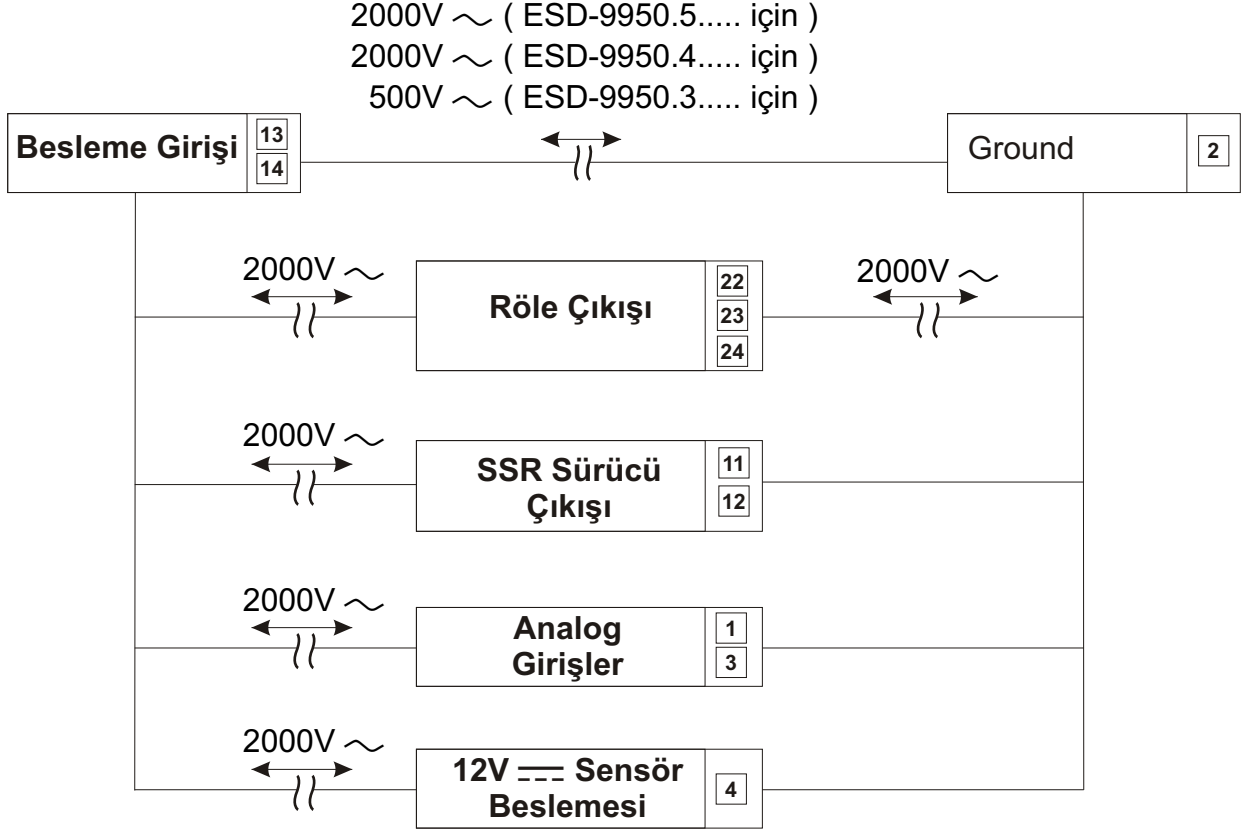 2000V ~ ( ESD-9950.5..... için )
2000V ~ ( ESD-9950.4..... için )
500V ~ ( ESD-9950.3..... için )
Besleme Girişi
13
14
Ground
2
2000V ~
Röle Çıkışı
22
23
24
2000V ~
2000V ~
SSR Sürücü
Çıkışı
11
12
2000V ~
Analog
Girişler
1
3
2000V ~
12V ⎓ Sensör
Beslemesi
4